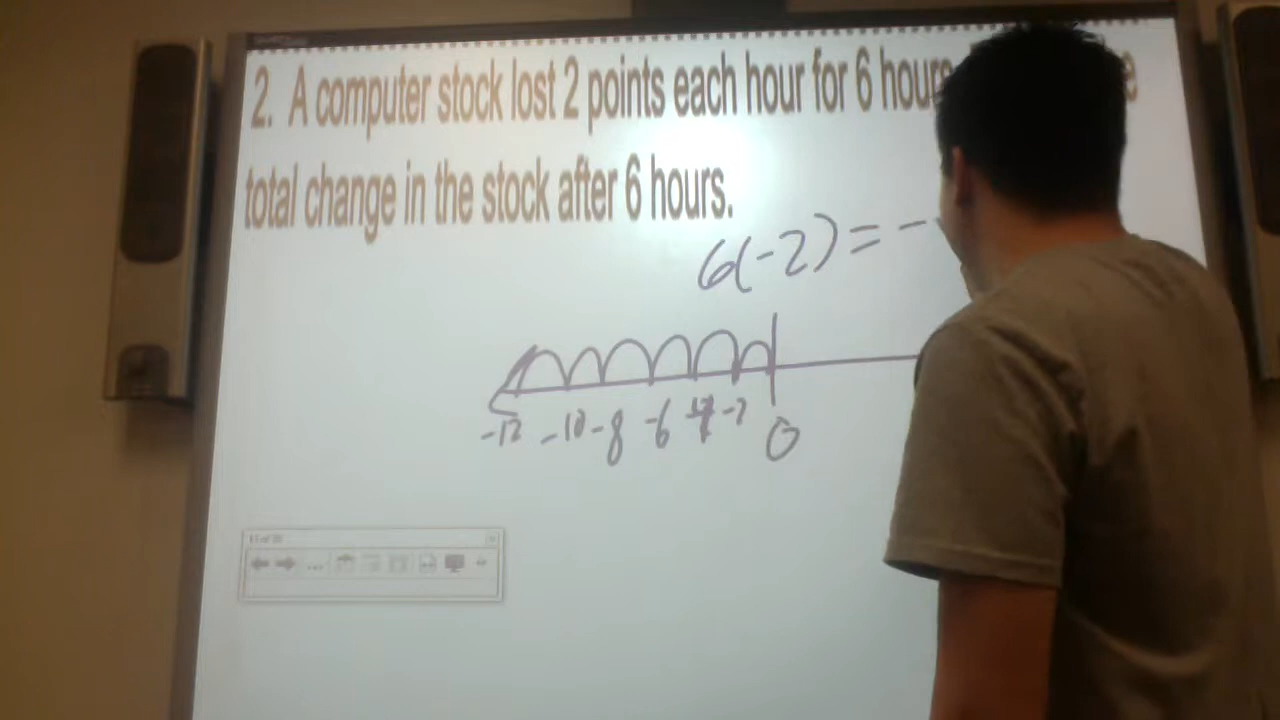 2. A computer stock lost 2 points each hour for 6 hours
total change in the stock after 6 hours.
6(-2) = -
-12 -10 -8 -6 -4 -2 0